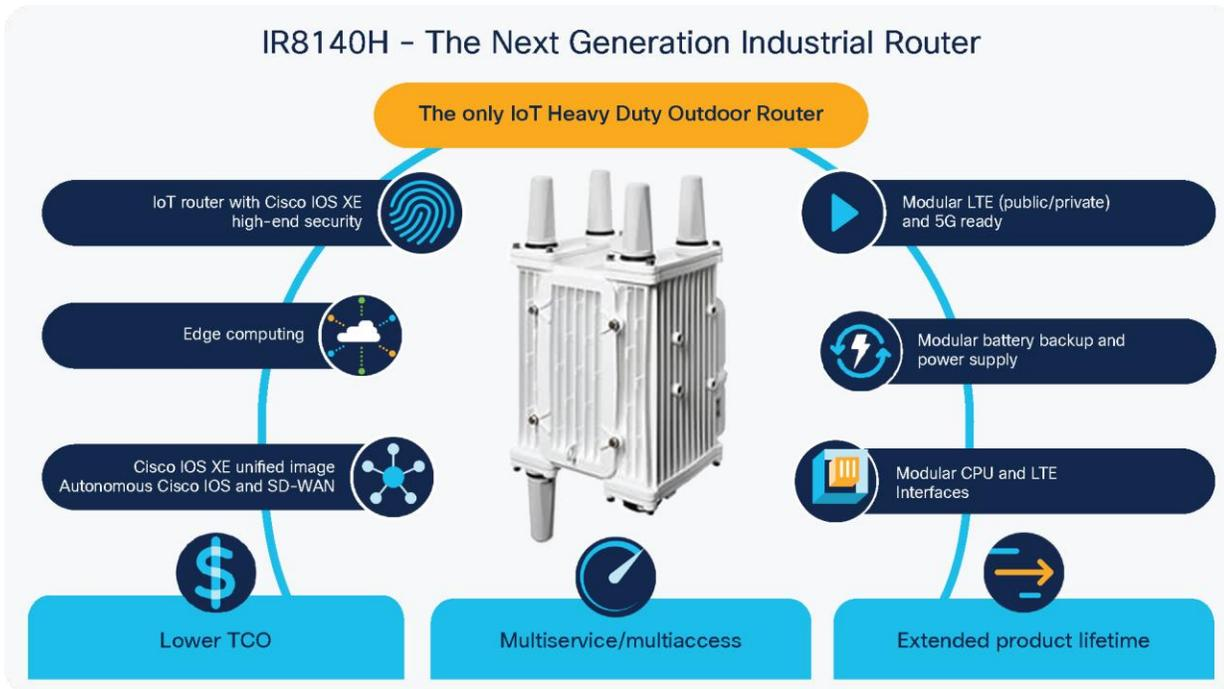 IR8140H - The Next Generation Industrial Router
The only IoT Heavy Duty Outdoor Router
IoT router with Cisco IOS XE
high-end security
Edge computing
Cisco IOS XE unified image
Autonomous Cisco IOS and SD-WAN
Modular LTE (public/private)
and 5G ready
Modular battery backup and
power supply
Modular CPU and LTE
Interfaces
Lower TCO
Multiservice/multiaccess
Extended product lifetime